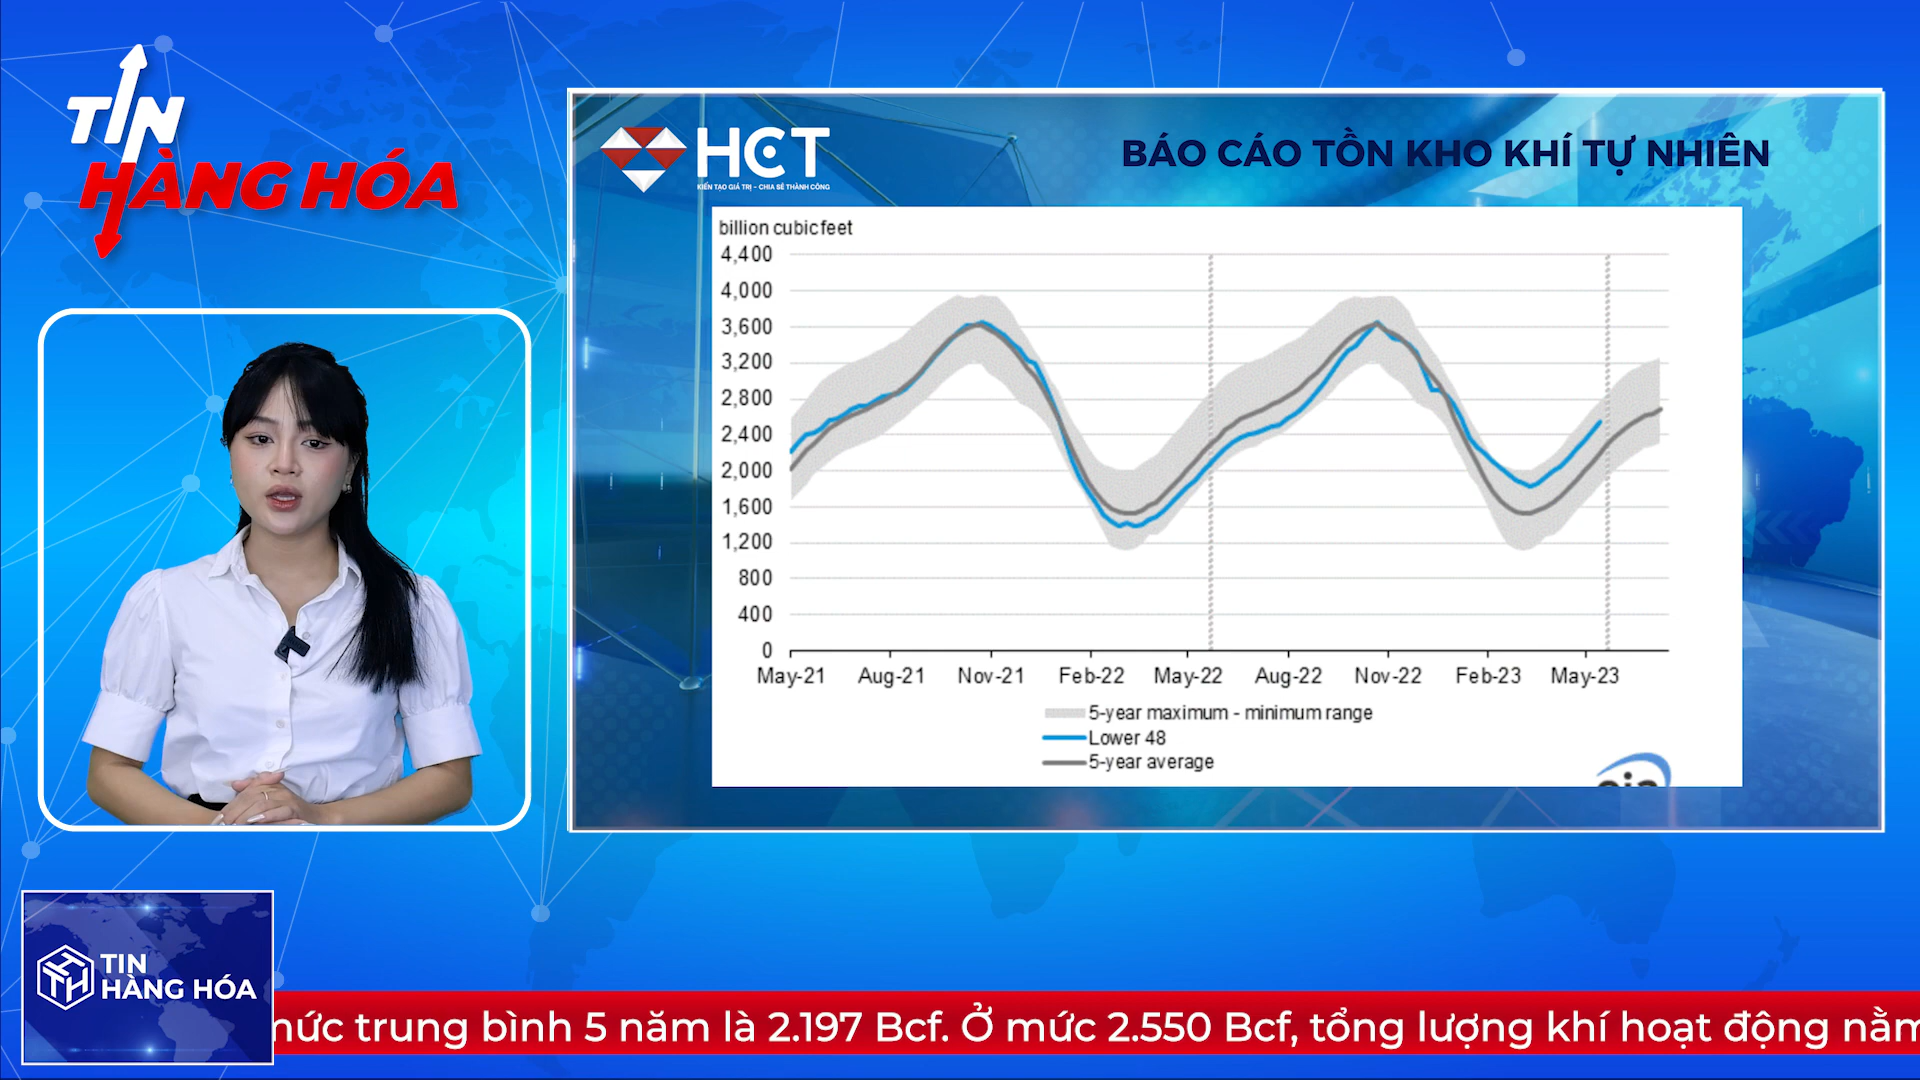 TIN
HÀNG HÓA
HCT
KIẾN TẠO GIÁ TRỊ - CHIA SẺ THÀNH CÔNG
BÁO CÁO TỒN KHO KHÍ TỰ NHIÊN
billion cubic feet
4,400
4,000
3,600
3,200
2,800
2,400
2,000
1,600
1,200
800
400
0
May-21 Aug-21 Nov-21 Feb-22 May-22 Aug-22 Nov-22 Feb-23 May-23
5-year maximum - minimum range
Lower 48
5-year average
eia
TIN
HÀNG HÓA
trung bình 5 năm là 2.197 Bcf. Ở mức 2.550 Bcf, tổng lượng khí hoạt động